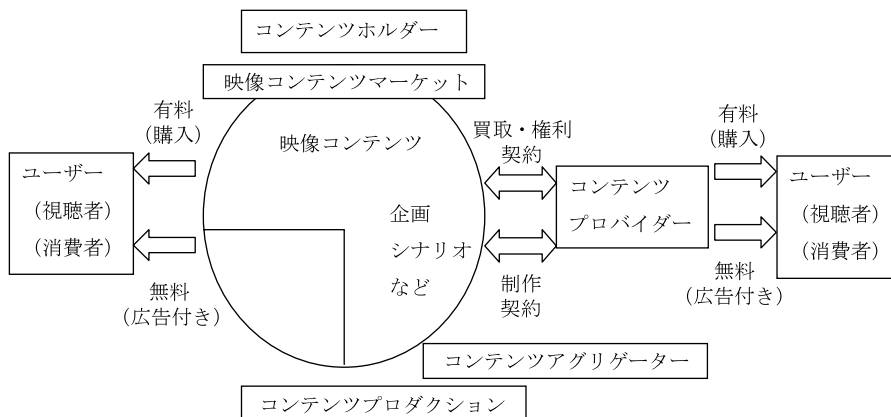 コンテンツホルダー
映像コンテンツマーケット
有料
（購入）
映像コンテンツ
買取・権利
契約
有料
（購入）
ユーザー
（視聴者）
（消費者）
企画
シナリオ
など
コンテンツ
プロバイダー
ユーザー
（視聴者）
（消費者）
無料
（広告付き）
制作
契約
無料
（広告付き）
コンテンツアグリゲーター
コンテンツプロダクション